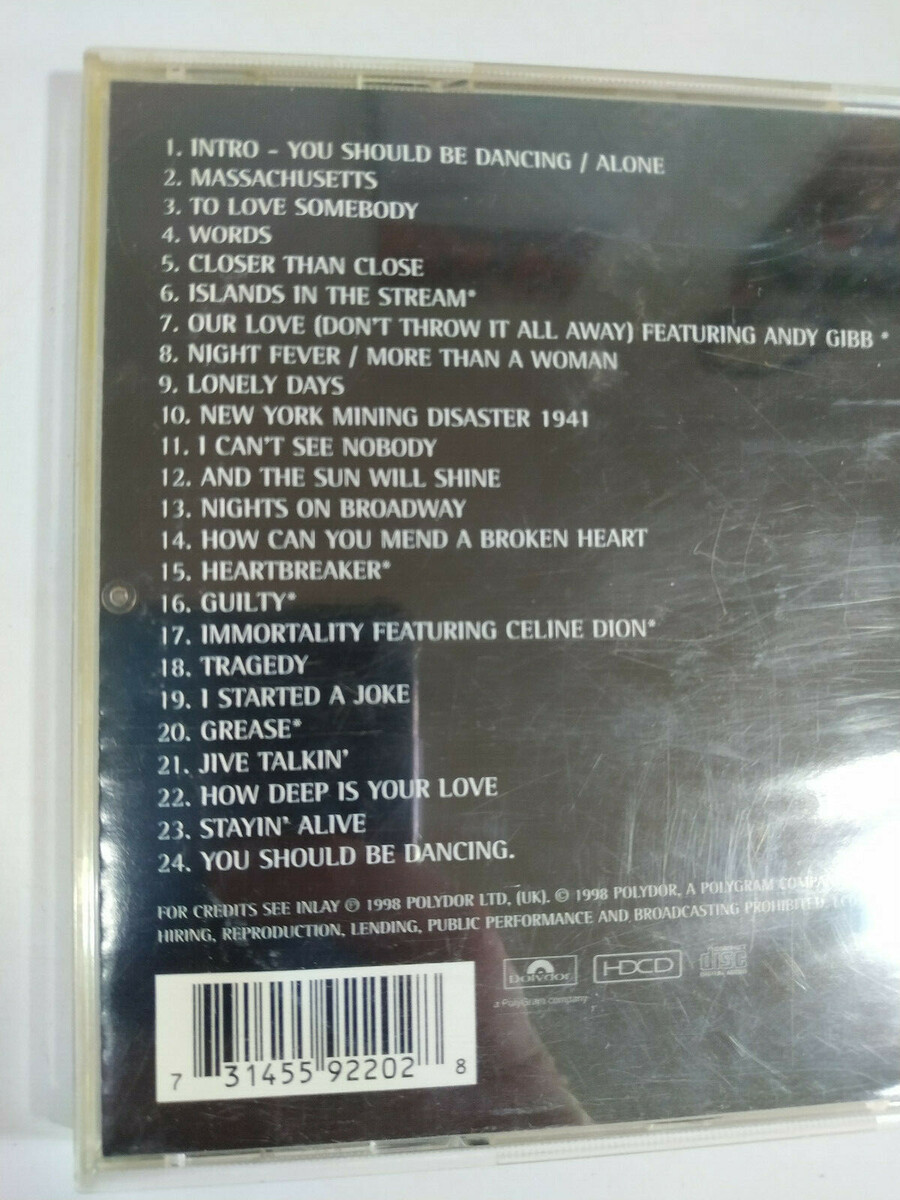 1. INTRO - YOU SHOULD BE DANCING / ALONE
2. MASSACHUSETTS
3. TO LOVE SOMEBODY
4. WORDS
5. CLOSER THAN CLOSE
6. ISLANDS IN THE STREAM*
7. OUR LOVE (DON'T THROW IT ALL AWAY) FEATURING ANDY GIBB *
8. NIGHT FEVER / MORE THAN A WOMAN
9. LONELY DAYS
10. NEW YORK MINING DISASTER 1941
11. I CAN'T SEE NOBODY
12. AND THE SUN WILL SHINE
13. NIGHTS ON BROADWAY
14. HOW CAN YOU MEND A BROKEN HEART
15. HEARTBREAKER*
16. GUILTY*
17. IMMORTALITY FEATURING CELINE DION*
18. TRAGEDY
19. I STARTED A JOKE
20. GREASE*
21. JIVE TALKIN'
22. HOW DEEP IS YOUR LOVE
23. STAYIN' ALIVE
24. YOU SHOULD BE DANCING.
FOR CREDITS SEE INLAY ℗ 1998 POLYDOR LTD, (UK). © 1998 POLYDOR, A POLYGRAM
HIRING, REPRODUCTION, LENDING, PUBLIC PERFORMANCE AND BROADCASTING PROHIBITED.
Polydor HDCD COMPACT disc DIGITAL AUDIO
a PolyGram company
7 31455 92202 8